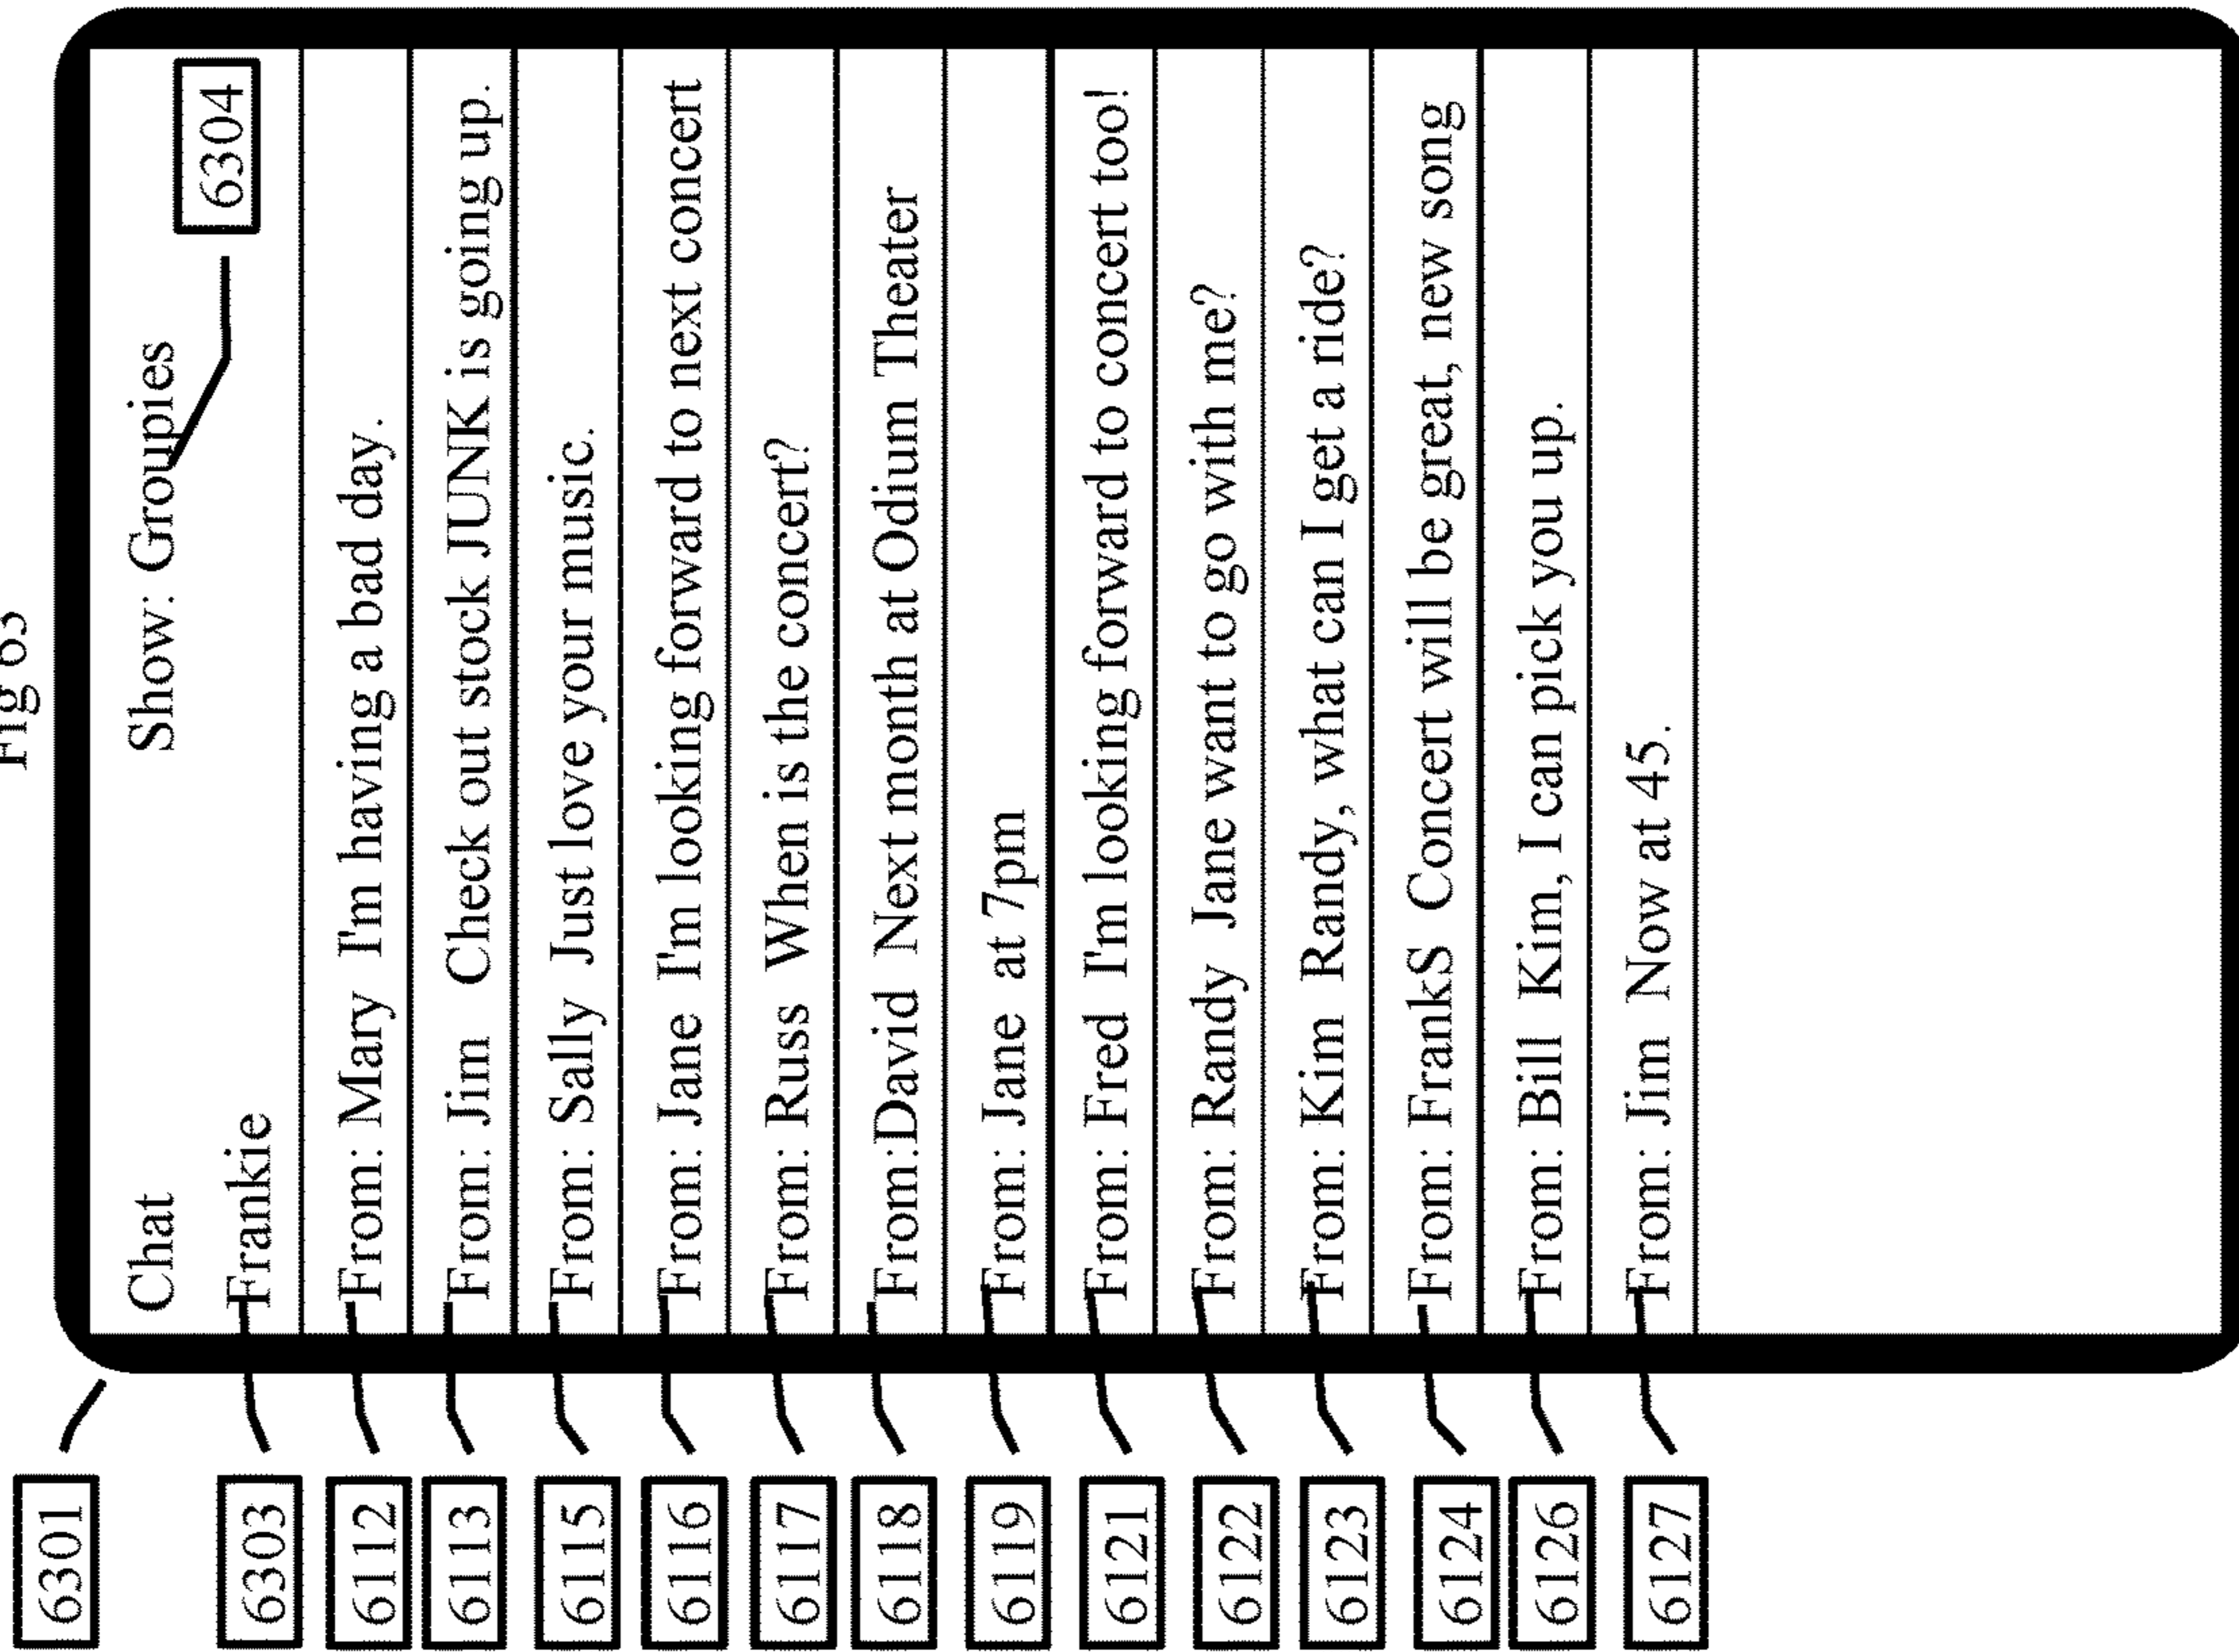 Fig 63
6301
Chat Show: Groupies
6304
6303 Frankie
6112 From: Mary I'm having a bad day.
6113 From: Jim Check out stock JUNK is going up.
6115 From: Sally Just love your music.
6116 From: Jane I'm looking forward to next concert
6117 From: Russ When is the concert?
6118 From:David Next month at Odium Theater
6119 From: Jane at 7pm
6121 From: Fred I'm looking forward to concert too!
6122 From: Randy Jane want to go with me?
6123 From: Kim Randy, what can I get a ride?
6124 From: FrankS Concert will be great, new song
6126 From: Bill Kim, I can pick you up.
6127 From: Jim Now at 45.